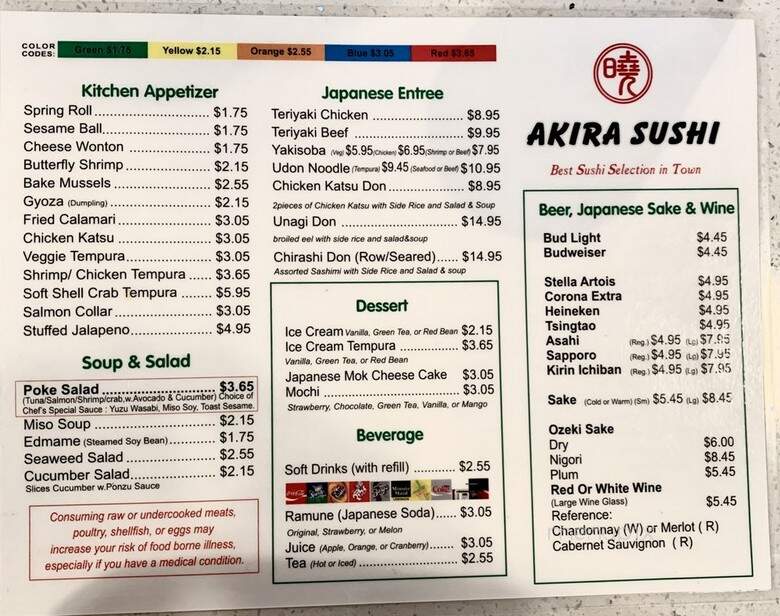 COLOR
CODES: Green $1.75 Yellow $2.15 Orange $2.55 Blue $3.05 Red $3.65
Kitchen Appetizer
Spring Roll ........................ $1.75
Sesame Ball...................... $1.75
Cheese Wonton ................ $1.75
Butterfly Shrimp ................ $2.15
Bake Mussels .................... $2.55
Gyoza (Dumpling) ................. $2.15
Fried Calamari ................... $3.05
Chicken Katsu ................... $3.05
Veggie Tempura................. $3.05
Shrimp/ Chicken Tempura .... $3.65
Soft Shell Crab Tempura ....... $5.95
Salmon Collar .................... $3.05
Stuffed Jalapeno................ $4.95
Soup & Salad
Poke Salad ........................ $3.65
(Tuna/Salmon/Shrimp/crab,w.Avocado & Cucumber) Choice of
Chef's Special Sauce : Yuzu Wasabi, Miso Soy, Toast Sesame.
Miso Soup ........................ $2.15
Edmame (Steamed Soy Bean)......... $1.75
Seaweed Salad .................. $2.55
Cucumber Salad................. $2.15
Slices Cucumber w.Ponzu Sauce
Consuming raw or undercooked meats,
poultry, shellfish, or eggs may
increase your risk of food borne illness,
especially if you have a medical condition.
Japanese Entree
Teriyaki Chicken ..................... $8.95
Teriyaki Beef .......................... $9.95
Yakisoba (Veg) $5.95 (Chicken) $6.95 (Shrimp or Beef) $7.95
Udon Noodle (Tempura) $9.45 (Seafood or Beef) $10.95
Chicken Katsu Don................... $8.95
2pieces of Chicken Katsu with Side Rice and Salad & Soup
Unagi Don ............................ $14.95
broiled eel with side rice and salad&soup
Chirashi Don (Row/Seared)..... $14.95
Assorted Sashimi with Side Rice and Salad & soup
Dessert
Ice Cream Vanilla, Green Tea, or Red Bean $2.15
Ice Cream Tempura ................ $3.65
Vanilla, Green Tea, or Red Bean
Japanese Mok Cheese Cake $3.05
Mochi .................................. $3.05
Strawberry, Chocolate, Green Tea, Vanilla, or Mango
Beverage
Soft Drinks (with refill) ........... $2.55
Ramune (Japanese Soda)...... $3.05
Original, Strawberry, or Melon
Juice (Apple, Orange, or Cranberry)....... $3.05
Tea (Hot or Iced) ........................... $2.55
曉
AKIRA SUSHI
Best Sushi Selection in Town
Beer, Japanese Sake & Wine
Bud Light $4.45
Budweiser $4.45
Stella Artois $4.95
Corona Extra $4.95
Heineken $4.95
Tsingtao $4.95
Asahi (Reg.) $4.95 (Lg) $7.95
Sapporo (Reg.) $4.95 (Lg) $7.95
Kirin Ichiban (Reg.) $4.95 (Lg) $7.95
Sake (Cold or Warm) (Sm) $5.45 (Lg) $8.45
Ozeki Sake
Dry $6.00
Nigori $8.45
Plum $5.45
Red Or White Wine
(Large Wine Glass) $5.45
Reference:
Chardonnay (W) or Merlot ( R)
Cabernet Sauvignon ( R)